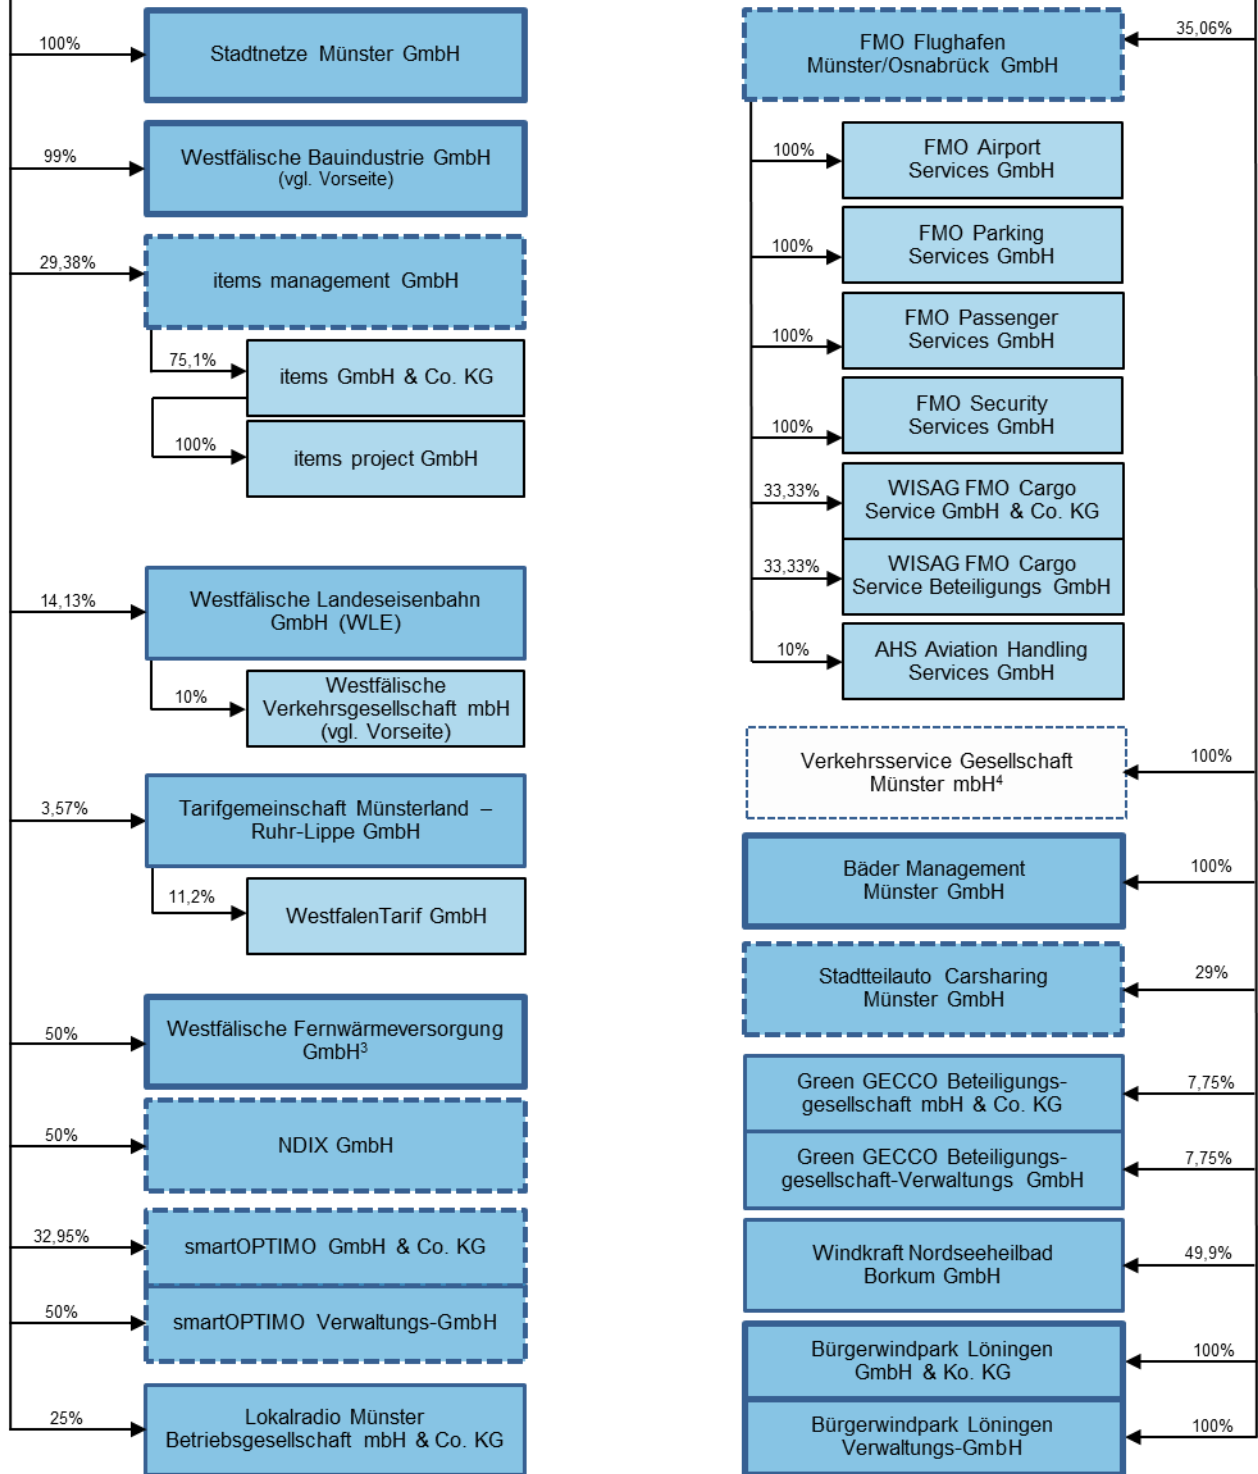 100%
Stadtnetze Münster GmbH
99%
Westfälische Bauindustrie GmbH
(vgl. Vorseite)
29,38%
items management GmbH
75,1%
items GmbH & Co. KG
100%
items project GmbH
14,13%
Westfälische Landeseisenbahn
GmbH (WLE)
10%
Westfälische
Verkehrsgesellschaft mbH
(vgl. Vorseite)
3,57%
Tarifgemeinschaft Münsterland –
Ruhr-Lippe GmbH
11,2%
WestfalenTarif GmbH
50%
Westfälische Fernwärmeversorgung
GmbH³
50%
NDIX GmbH
32,95%
smartOPTIMO GmbH & Co. KG
50%
smartOPTIMO Verwaltungs-GmbH
25%
Lokalradio Münster
Betriebsgesellschaft mbH & Co. KG
35,06%
FMO Flughafen
Münster/Osnabrück GmbH
100%
FMO Airport
Services GmbH
100%
FMO Parking
Services GmbH
100%
FMO Passenger
Services GmbH
100%
FMO Security
Services GmbH
33,33%
WISAG FMO Cargo
Service GmbH & Co. KG
33,33%
WISAG FMO Cargo
Service Beteiligungs GmbH
10%
AHS Aviation Handling
Services GmbH
Verkehrsservice Gesellschaft
Münster mbH⁴
100%
Bäder Management
Münster GmbH
100%
Stadtteilauto Carsharing
Münster GmbH
29%
Green GECCO Beteiligungs-
gesellschaft mbH & Co. KG
7,75%
Green GECCO Beteiligungs-
gesellschaft-Verwaltungs GmbH
7,75%
Windkraft Nordseeheilbad
Borkum GmbH
49,9%
Bürgerwindpark Löningen
GmbH & Ko. KG
100%
Bürgerwindpark Löningen
Verwaltungs-GmbH
100%